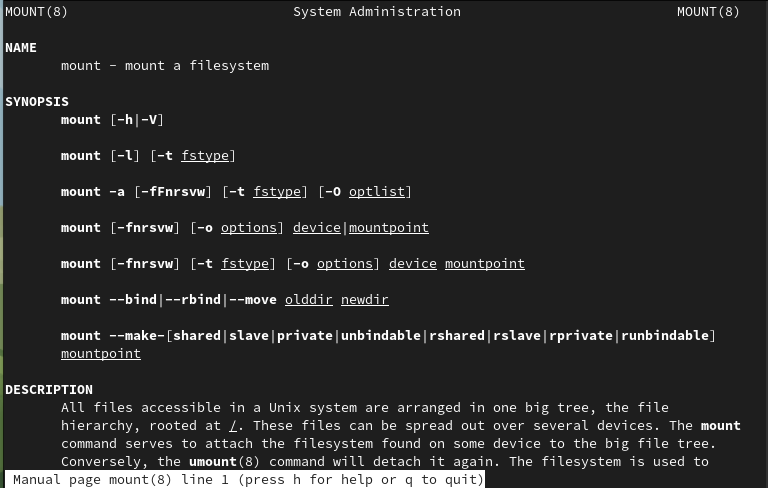 MOUNT(8) System Administration MOUNT(8)
NAME
mount - mount a filesystem
SYNOPSIS
mount [-h|-V]
mount [-l] [-t fstype]
mount -a [-fFnrsvw] [-t fstype] [-O optlist]
mount [-fnrsvw] [-o options] device|mountpoint
mount [-fnrsvw] [-t fstype] [-o options] device mountpoint
mount --bind|--rbind|--move olddir newdir
mount --make-[shared|slave|private|unbindable|rshared|rslave|rprivate|runbindable]
mountpoint
DESCRIPTION
All files accessible in a Unix system are arranged in one big tree, the file
hierarchy, rooted at /. These files can be spread out over several devices. The mount
command serves to attach the filesystem found on some device to the big file tree.
Conversely, the umount(8) command will detach it again. The filesystem is used to
Manual page mount(8) line 1 (press h for help or q to quit)